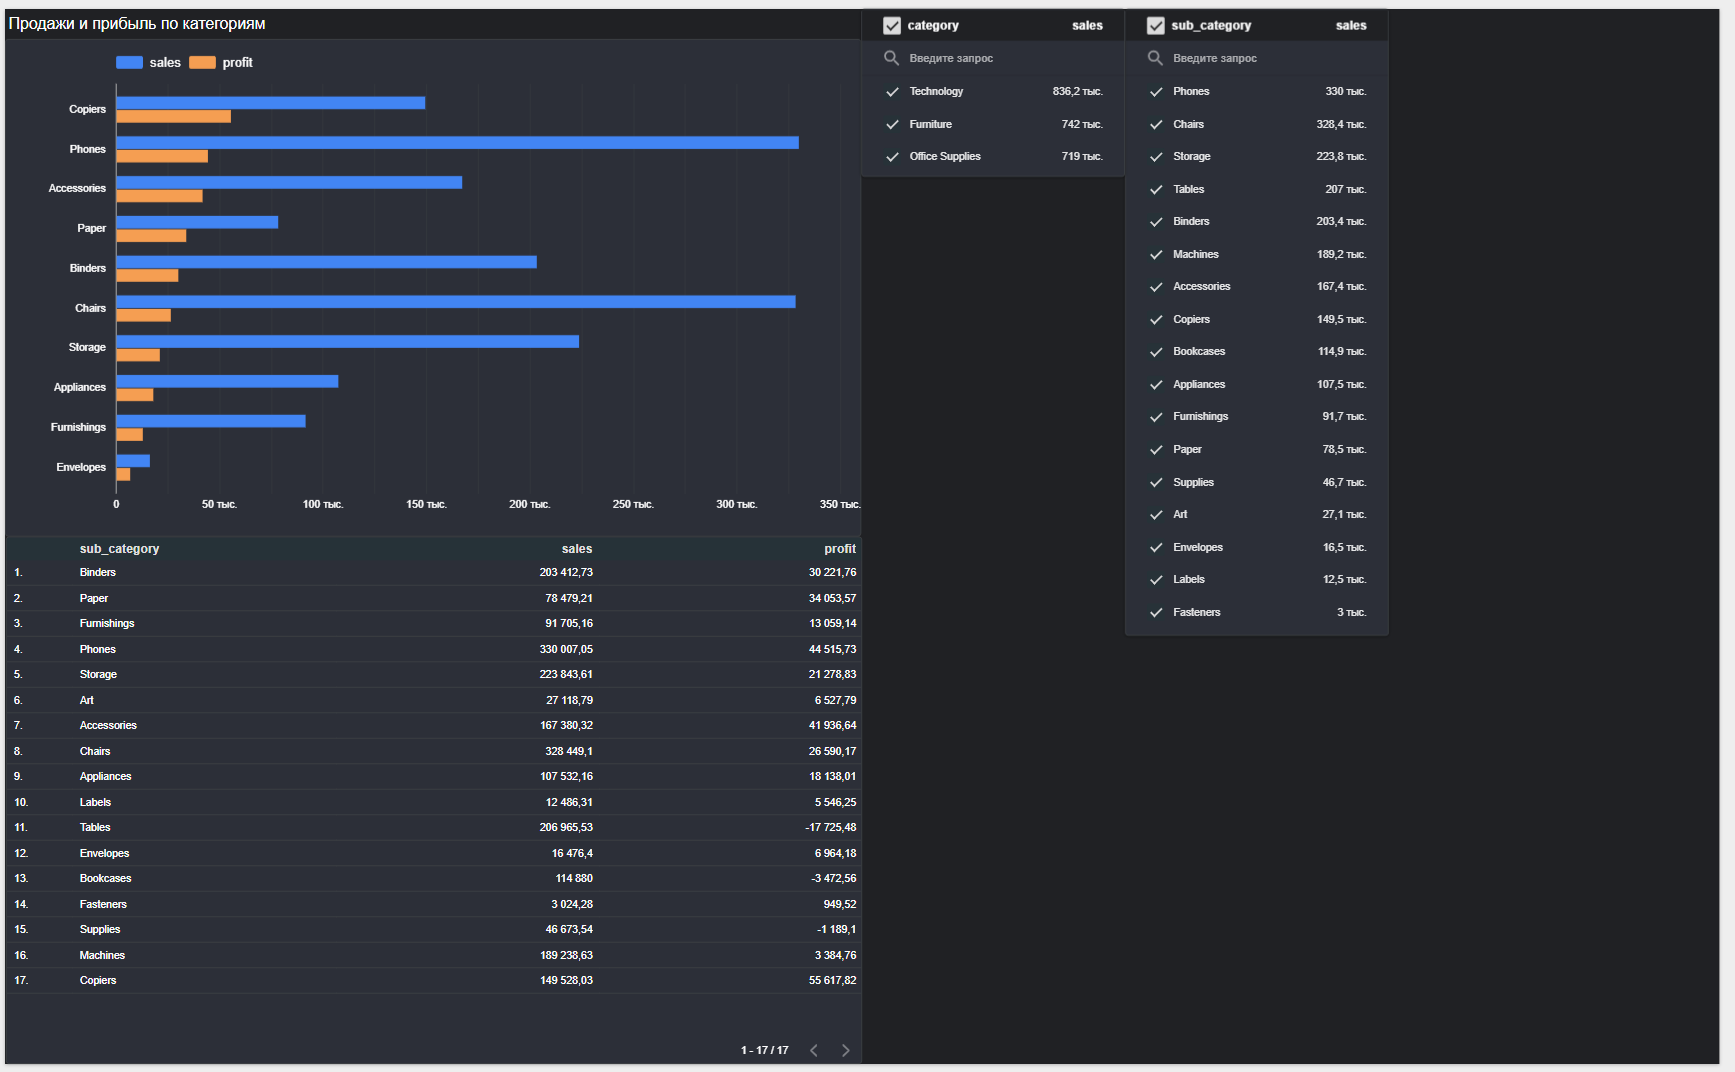 Продажи и прибыль по категориям
sales profit
Copiers
Phones
Accessories
Paper
Binders
Chairs
Storage
Appliances
Furnishings
Envelopes
0 50 тыс. 100 тыс. 150 тыс. 200 тыс. 250 тыс. 300 тыс. 350 тыс.
sub_category sales profit
1. Binders 203 412,73 30 221,76
2. Paper 78 479,21 34 053,57
3. Furnishings 91 705,16 13 059,14
4. Phones 330 007,05 44 515,73
5. Storage 223 843,61 21 278,83
6. Art 27 118,79 6 527,79
7. Accessories 167 380,32 41 936,64
8. Chairs 328 449,1 26 590,17
9. Appliances 107 532,16 18 138,01
10. Labels 12 486,31 5 546,25
11. Tables 206 965,53 -17 725,48
12. Envelopes 16 476,4 6 964,18
13. Bookcases 114 880 -3 472,56
14. Fasteners 3 024,28 949,52
15. Supplies 46 673,54 -1 189,1
16. Machines 189 238,63 3 384,76
17. Copiers 149 528,03 55 617,82
1 - 17 / 17
category sales
Введите запрос
Technology 836,2 тыс.
Furniture 742 тыс.
Office Supplies 719 тыс.
sub_category sales
Введите запрос
Phones 330 тыс.
Chairs 328,4 тыс.
Storage 223,8 тыс.
Tables 207 тыс.
Binders 203,4 тыс.
Machines 189,2 тыс.
Accessories 167,4 тыс.
Copiers 149,5 тыс.
Bookcases 114,9 тыс.
Appliances 107,5 тыс.
Furnishings 91,7 тыс.
Paper 78,5 тыс.
Supplies 46,7 тыс.
Art 27,1 тыс.
Envelopes 16,5 тыс.
Labels 12,5 тыс.
Fasteners 3 тыс.